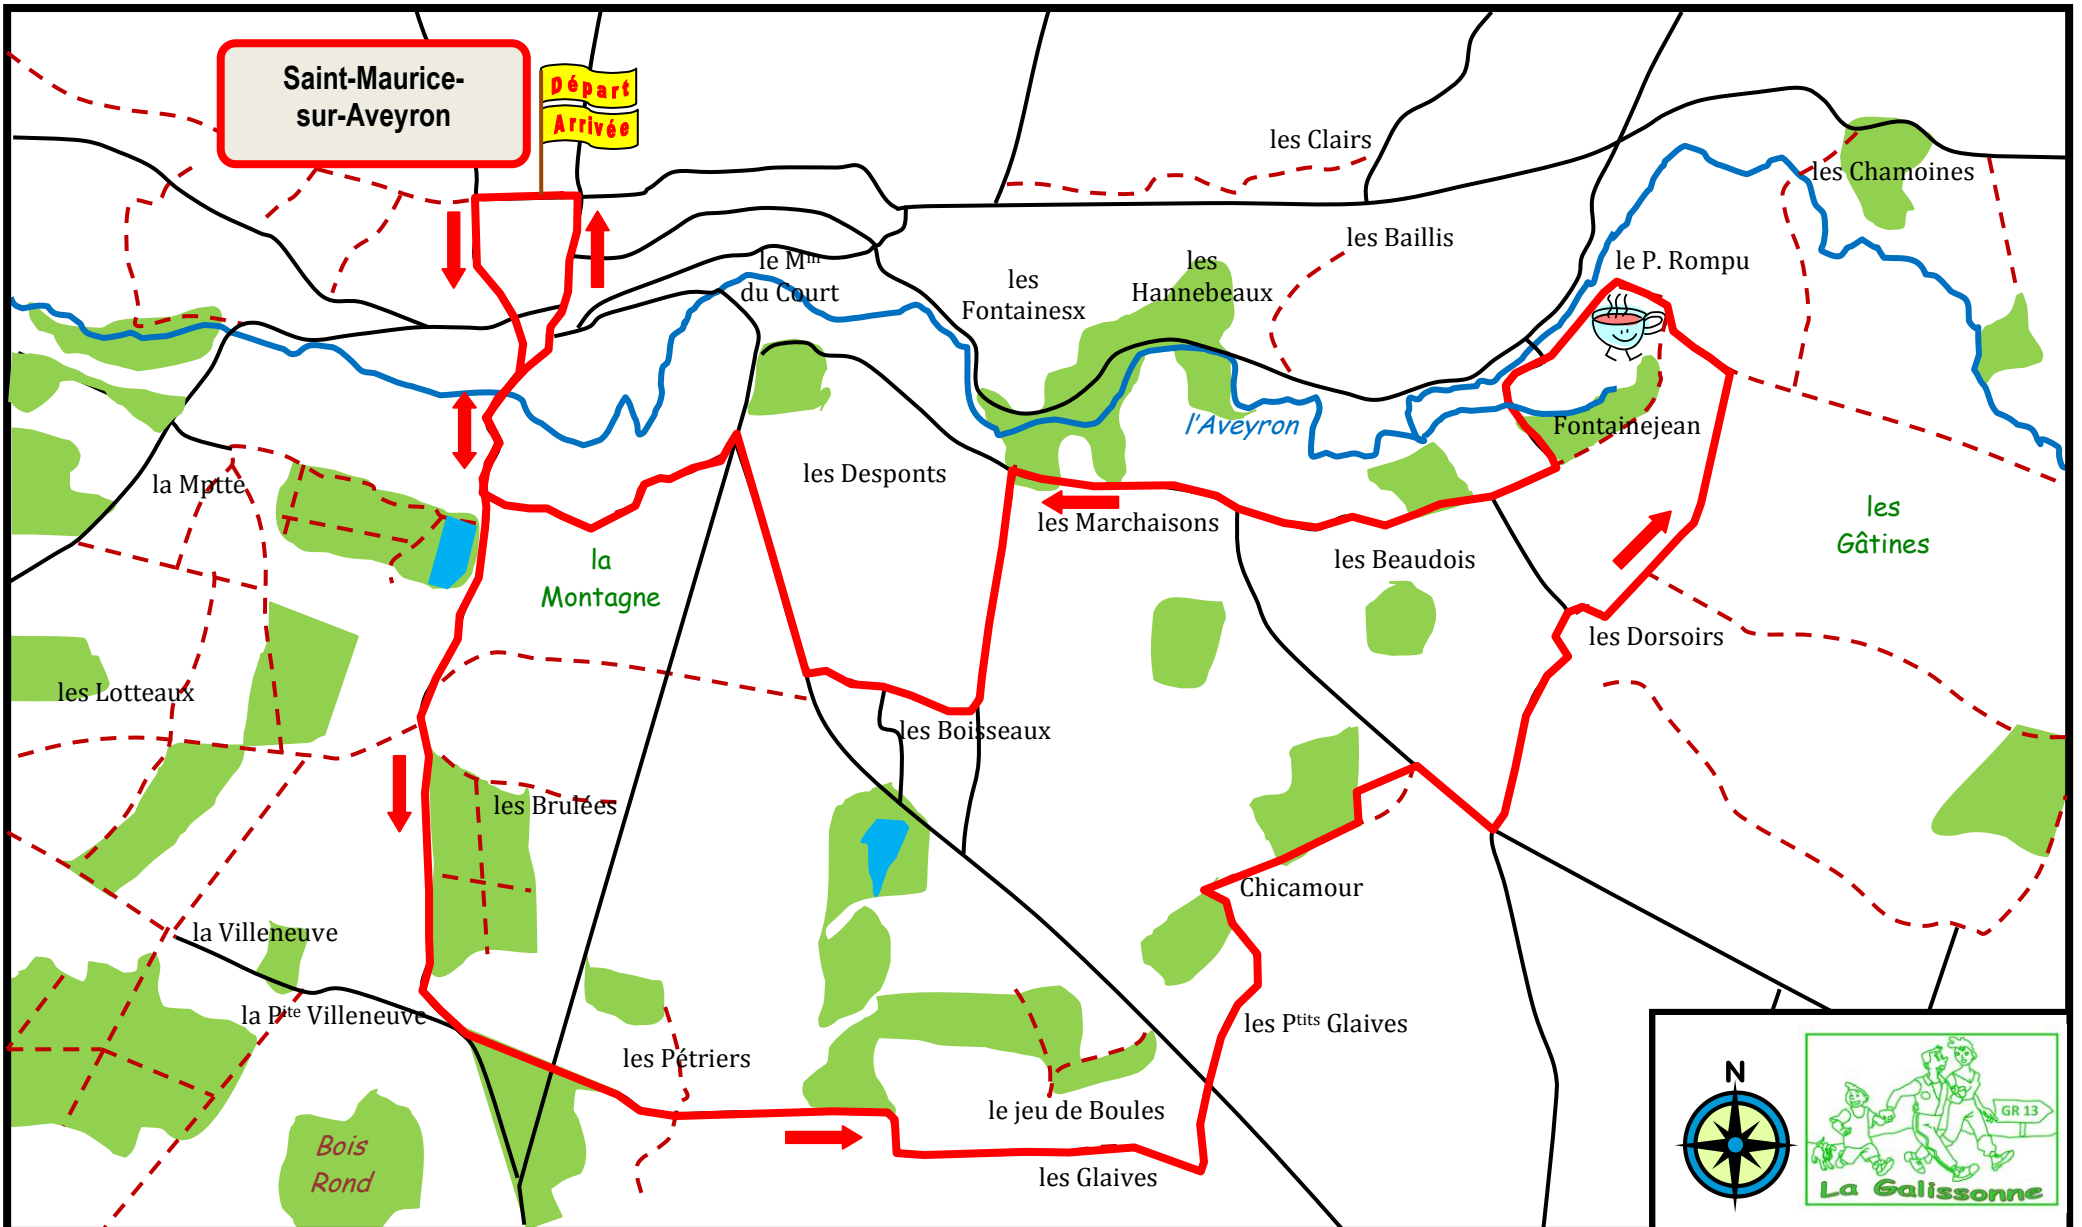 Saint-Maurice-
sur-Aveyron
Départ
Arrivée
les Clairs
les Chamoines
les Baillis
le P. Rompu
le Mⁱⁿ
du Court
les
Fontainesx
les
Hannebeaux
l'Aveyron
Fontainejean
la Mptte
les Desponts
les Marchaisons
les
Gâtines
la
Montagne
les Beaudois
les Dorsoirs
les Lotteaux
les Boisseaux
les Brulées
Chicamour
la Villeneuve
la Pite Villeneuve
les Ptits Glaives
les Pétriers
le jeu de Boules
Bois
Rond
les Glaives
N
GR 13
La Galissonne